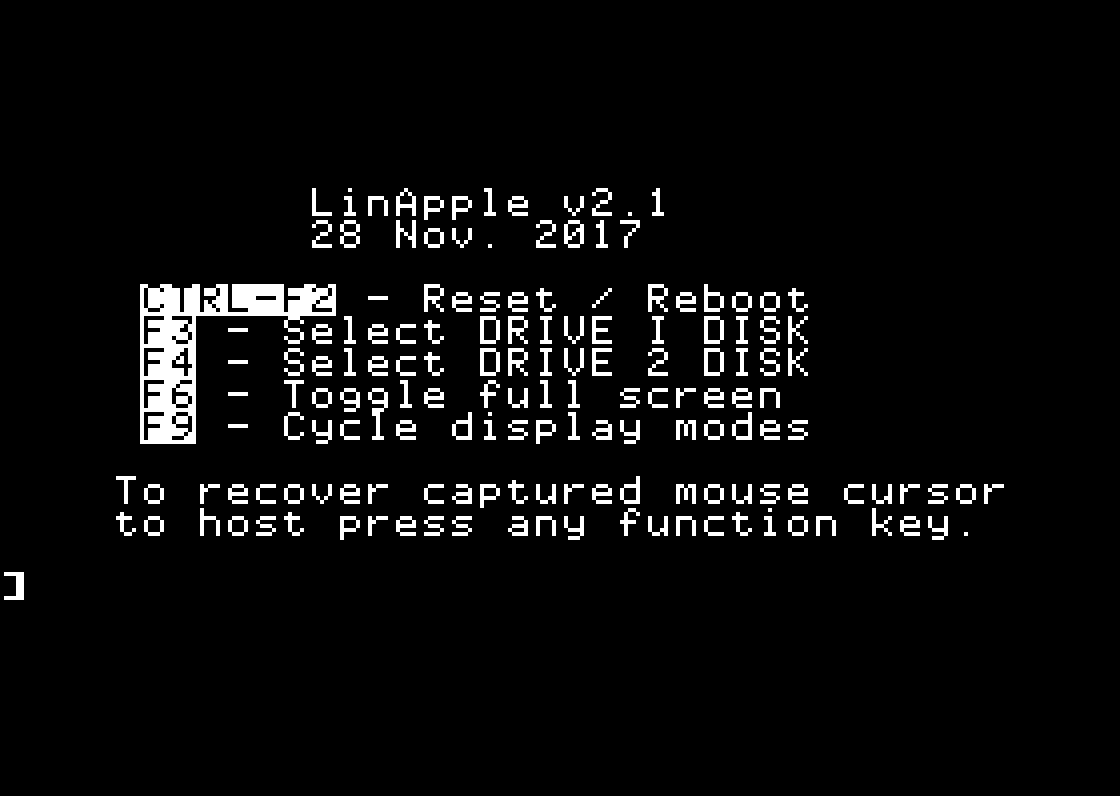 LinApple v2.1
28 Nov. 2017
CTRL-F2 - Reset / Reboot
F3 - Select DRIVE 1 DISK
F4 - Select DRIVE 2 DISK
F6 - Toggle full screen
F9 - Cycle display modes
To recover captured mouse cursor
to host press any function key.
]